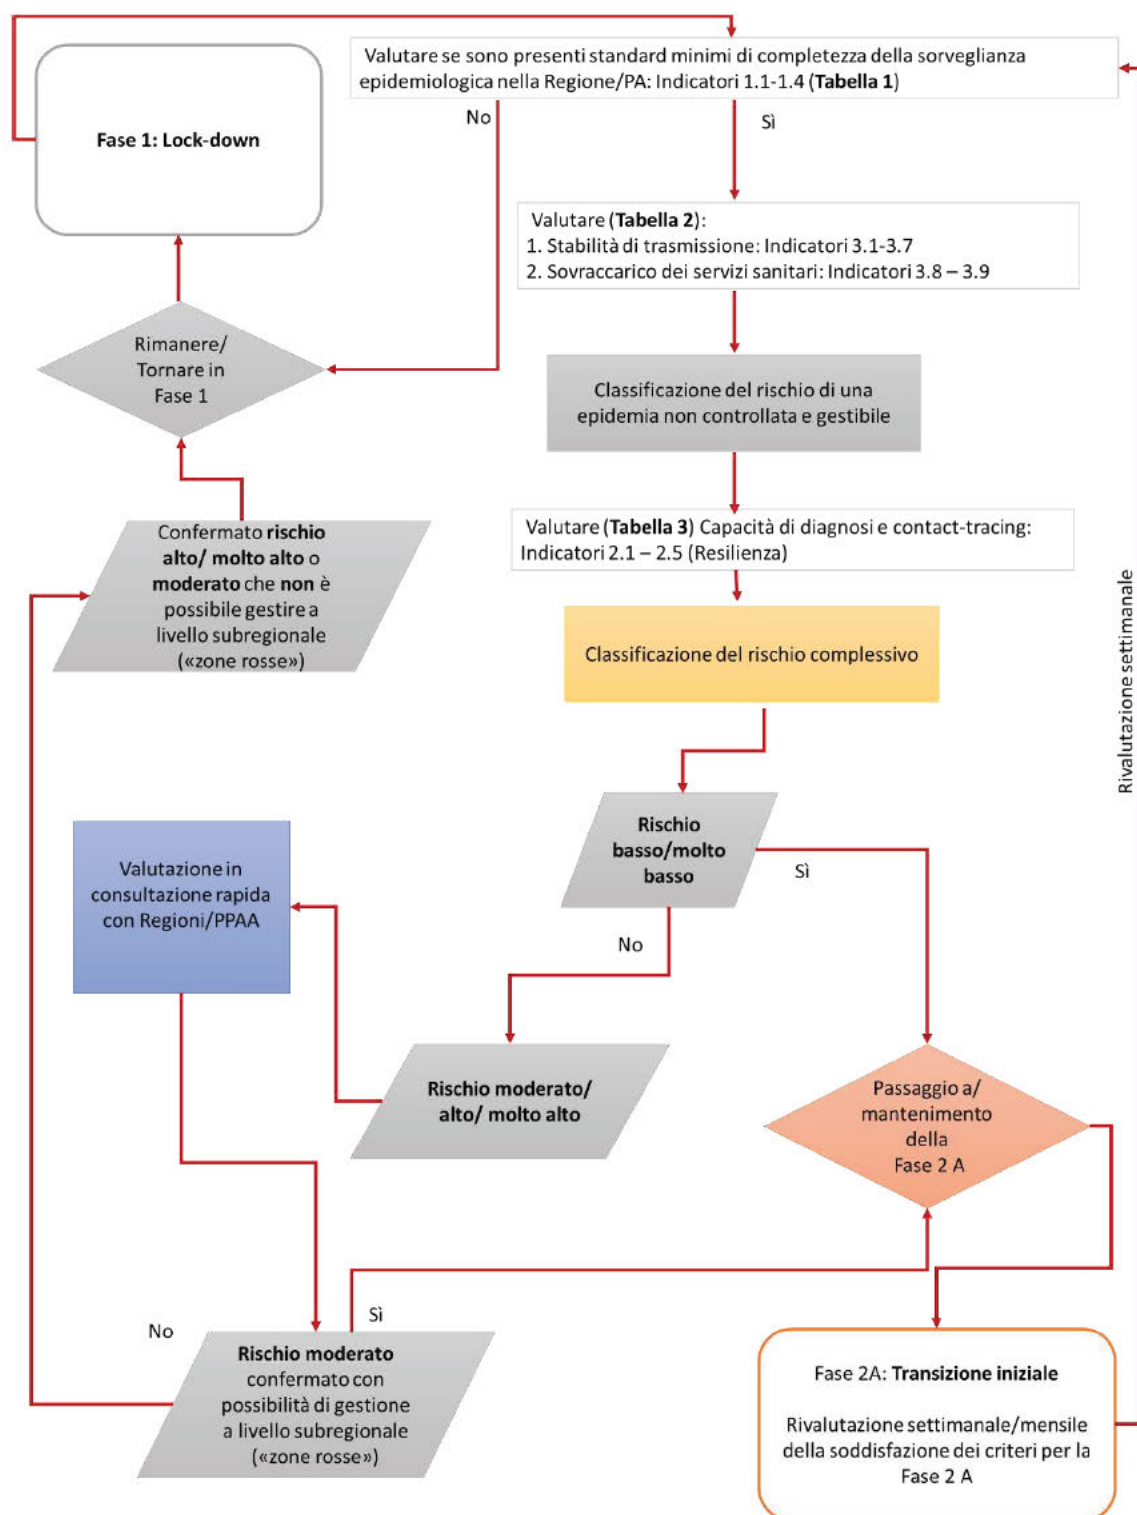 Valutare se sono presenti standard minimi di completezza della sorveglianza
epidemiologica nella Regione/PA: Indicatori 1.1-1.4 (Tabella 1)
No
Sì
Fase 1: Lock-down
Valutare (Tabella 2):
1. Stabilità di trasmissione: Indicatori 3.1-3.7
2. Sovraccarico dei servizi sanitari: Indicatori 3.8 – 3.9
Rimanere/
Tornare in
Fase 1
Classificazione del rischio di una
epidemia non controllata e gestibile
Valutare (Tabella 3) Capacità di diagnosi e contact-tracing:
Indicatori 2.1 – 2.5 (Resilienza)
Confermato rischio
alto/ molto alto o
moderato che non è
possibile gestire a
livello subregionale
(«zone rosse»)
Classificazione del rischio complessivo
Rivalutazione settimanale
Rischio
basso/molto
basso
Sì
No
Valutazione in
consultazione rapida
con Regioni/PPAA
Rischio moderato/
alto/ molto alto
Passaggio a/
mantenimento
della
Fase 2 A
No
Sì
Rischio moderato
confermato con
possibilità di gestione
a livello subregionale
(«zone rosse»)
Fase 2A: Transizione iniziale
Rivalutazione settimanale/mensile
della soddisfazione dei criteri per la
Fase 2 A